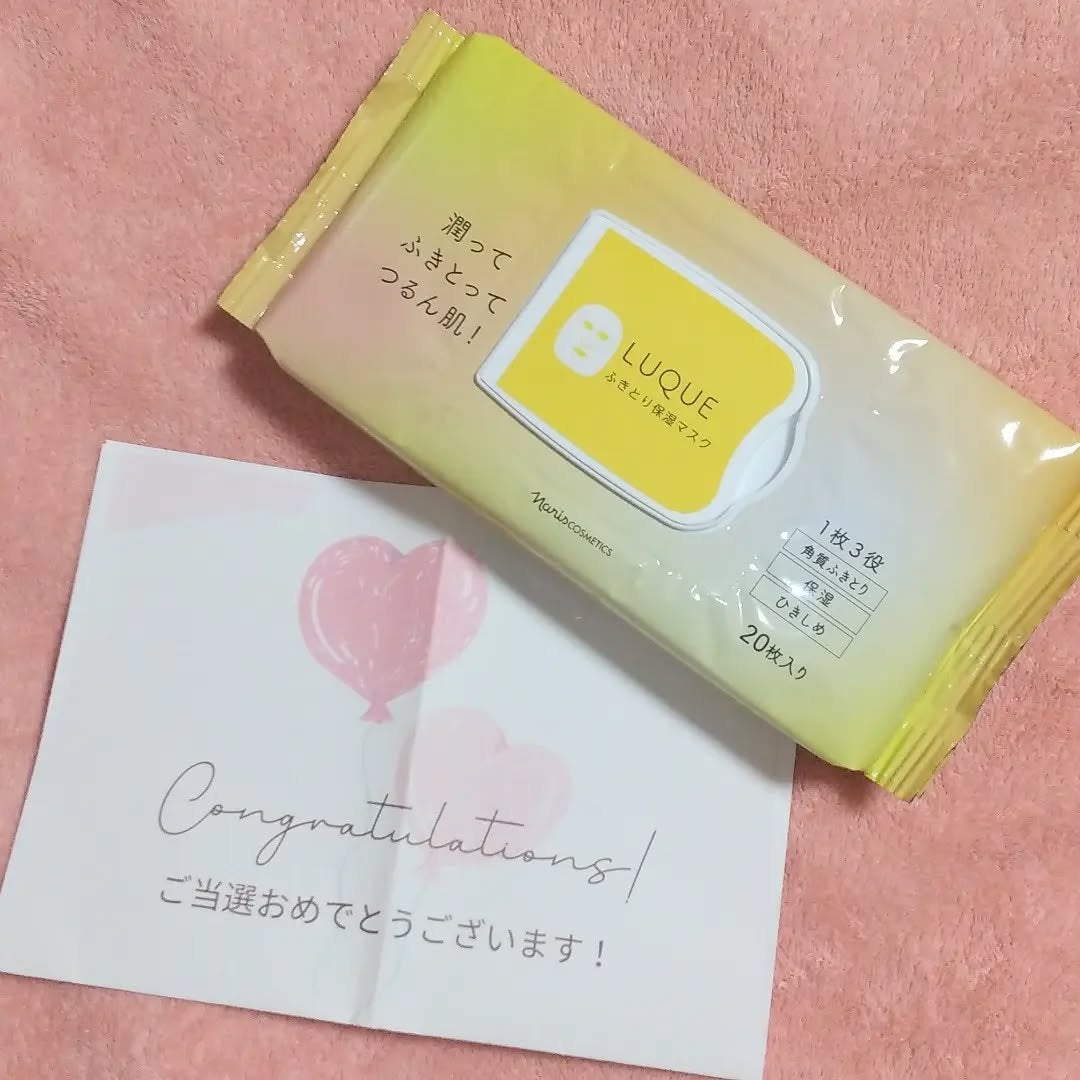 潤って
ふきとって
つるん肌!
LUQUE
ふきとり保湿マスク
Naris COSMETICS
1枚3役
角質ふきとり
保湿
ひきしめ
20枚入り
Congratulations!
ご当選おめでとうございます!